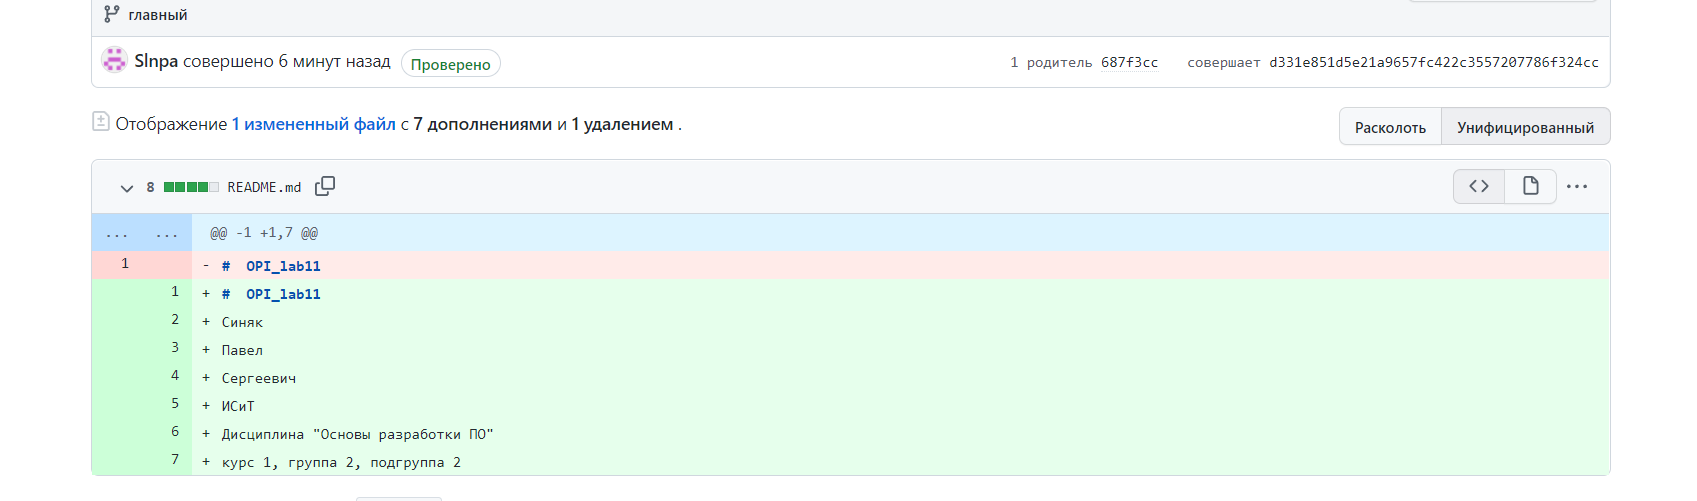 главный
Slnpa совершено 6 минут назад Проверено 1 родитель 687f3cc совершает d331e851d5e21a9657fc422c3557207786f324cc
Отображение 1 измененный файл с 7 дополнениями и 1 удалением .
Расколоть Унифицированный
8 README.md
... ... @@ -1 +1,7 @@
1 - # OPI_lab11
1 + # OPI_lab11
2 + Синяк
3 + Павел
4 + Сергеевич
5 + ИСиТ
6 + Дисциплина "Основы разработки ПО"
7 + курс 1, группа 2, подгруппа 2